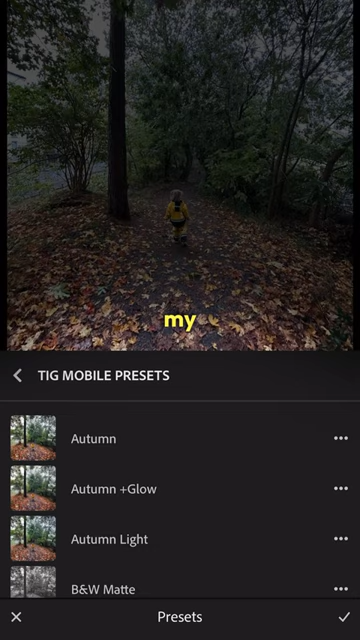 my
TIG MOBILE PRESETS
Autumn
Autumn +Glow
Autumn Light
B&W Matte
Presets